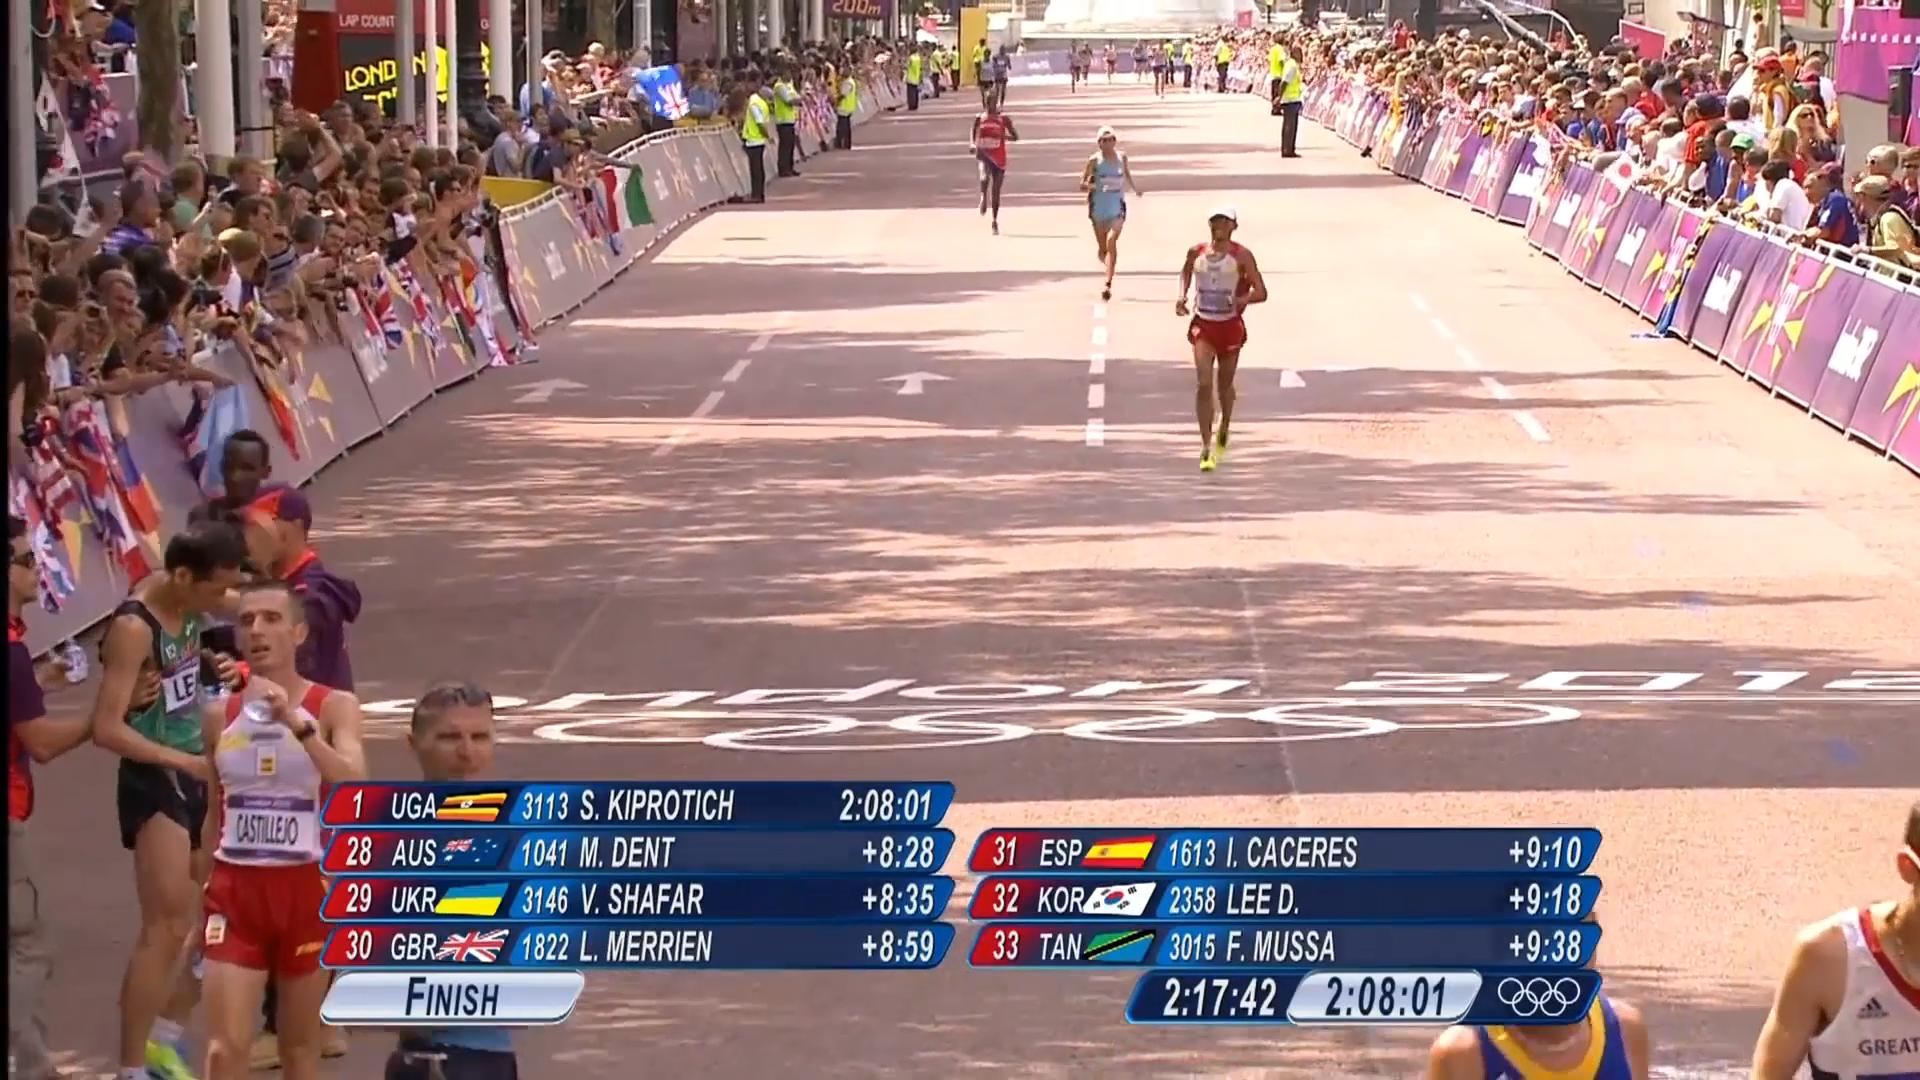 LAP COUNT
200m
LONDON
LE
CASTILLEJO
LONDON 2012
1 UGA 3113 S. KIPROTICH 2:08:01
28 AUS 1041 M. DENT +8:28
29 UKR 3146 V. SHAFAR +8:35
30 GBR 1822 L. MERRIEN +8:59
31 ESP 1613 I. CACERES +9:10
32 KOR 2358 LEE D. +9:18
33 TAN 3015 F. MUSSA +9:38
FINISH
2:17:42 2:08:01
GREAT